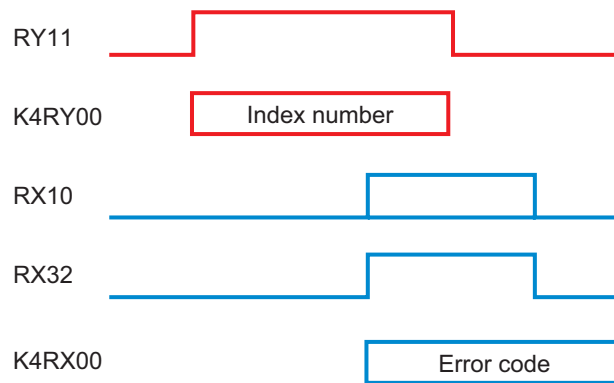 RY11
K4RY00
Index number
RX10
RX32
K4RX00
Error code